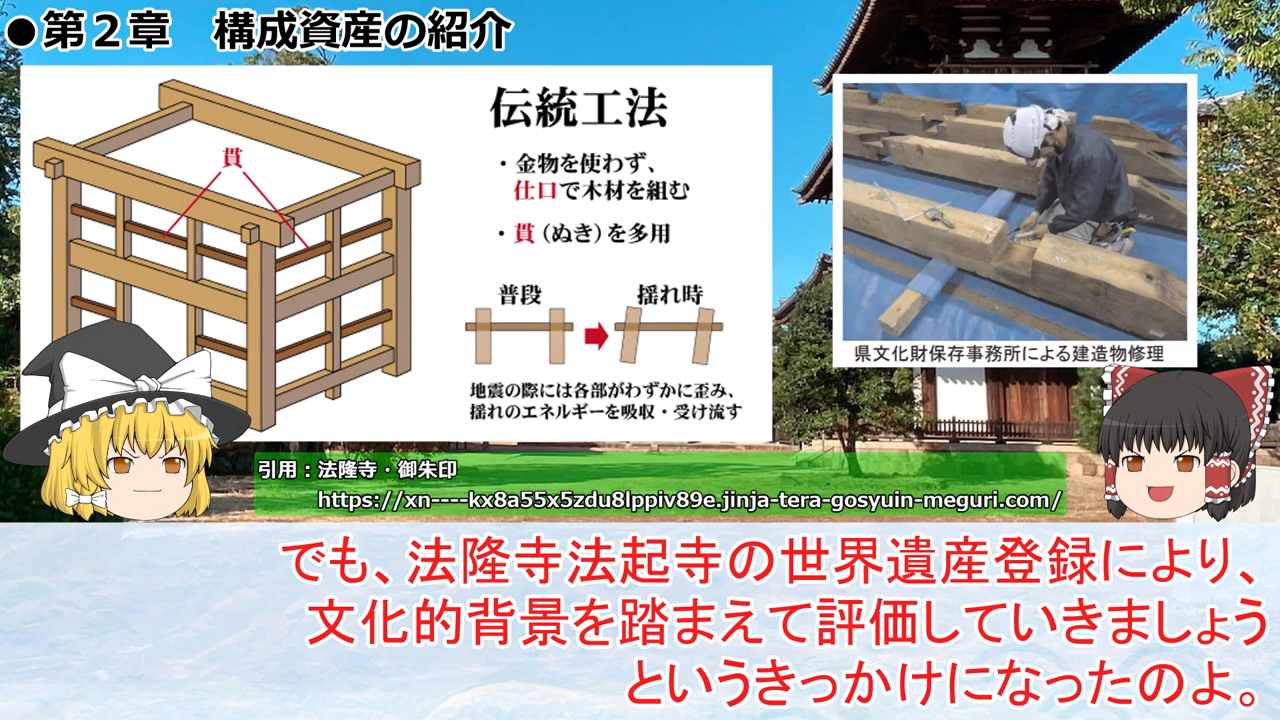 ●第２章　構成資産の紹介
貫
伝統工法
・金物を使わず、
仕口で木材を組む
・貫（ぬき）を多用
普段
揺れ時
地震の際には各部がわずかに歪み、
揺れのエネルギーを吸収・受け流す
県文化財保存事務所による建造物修理
引用：法隆寺・御朱印
https://xn----kx8a55x5zdu8lppiv89e.jinja-tera-gosyuin-meguri.com/
でも、法隆寺法起寺の世界遺産登録により、
文化的背景を踏まえて評価していきましょう
というきっかけになったのよ。